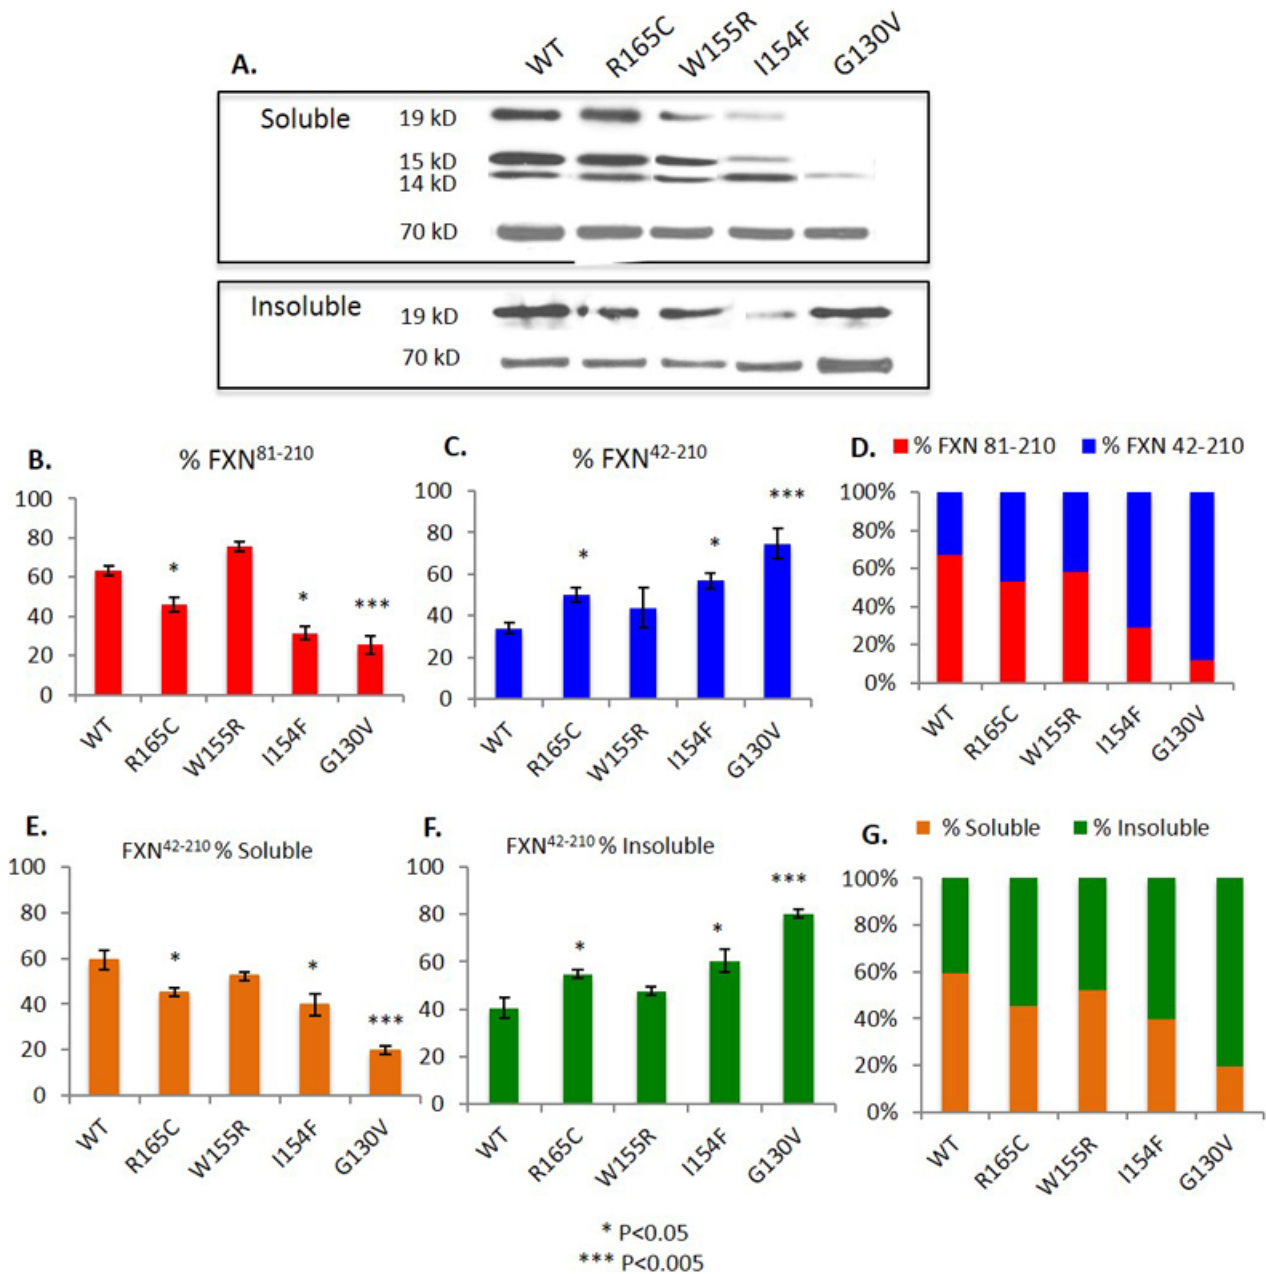 A.
WT R165C W155R I154F G130V
Soluble
19 kD
15 kD
14 kD
70 kD
Insoluble
19 kD
70 kD
B.
% FXN81-210
100
80
60
40
20
0
* * ***
WT R165C W155R I154F G130V
C.
% FXN42-210
100
80
60
40
20
0
* * ***
WT R165C W155R I154F G130V
D.
% FXN 81-210 % FXN 42-210
100%
80%
60%
40%
20%
0%
WT R165C W155R I154F G130V
E.
FXN42-210 % Soluble
100
80
60
40
20
0
* * ***
WT R165C W155R I154F G130V
F.
FXN42-210 % Insoluble
100
80
60
40
20
0
* * ***
WT R165C W155R I154F G130V
G.
% Soluble % Insoluble
100%
80%
60%
40%
20%
0%
WT R165C W155R I154F G130V
* P<0.05
*** P<0.005